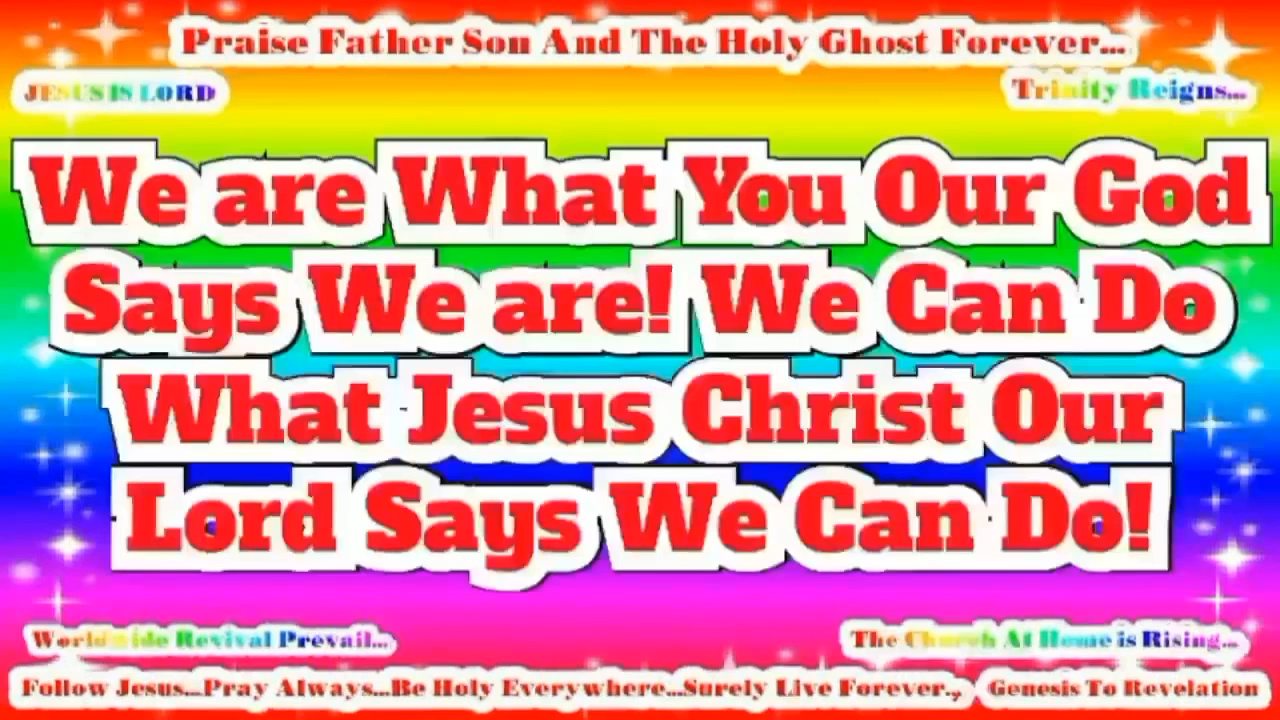 Praise Father Son And The Holy Ghost Forever...
JESUS IS LORD
Trinity Reigns...
We are What You Our God
Says We are! We Can Do
What Jesus Christ Our
Lord Says We Can Do!
Worldwide Revival Prevail...
The Church At Home is Rising...
Follow Jesus...Pray Always...Be Holy Everywhere...Surely Live Forever.., Genesis To Revelation